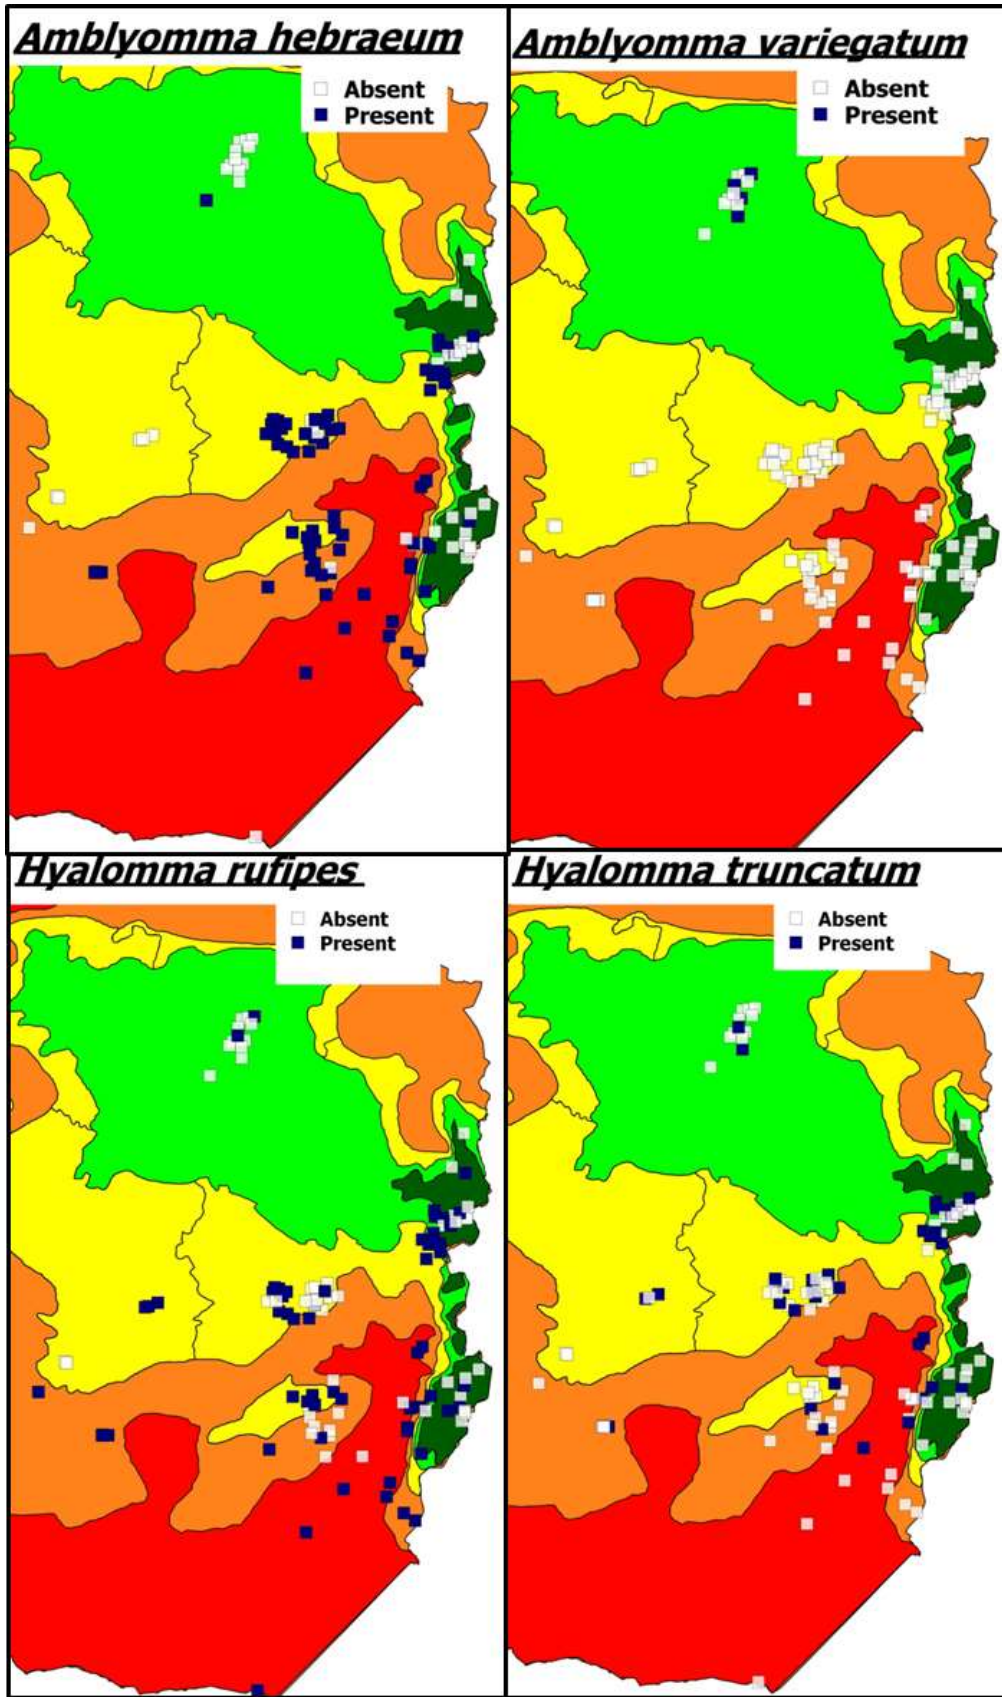 Amblyomma hebraeum
Absent
Present
Amblyomma variegatum
Absent
Present
Hyalomma rufipes
Absent
Present
Hyalomma truncatum
Absent
Present